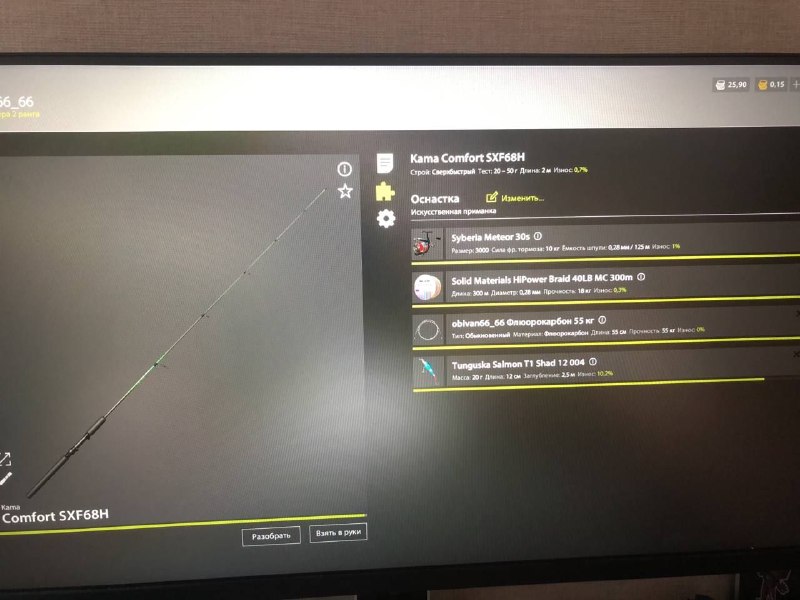 66_66
2 ранга
25,90
0.15
Kama Comfort SXF68H
Строй: Сверхбыстрый Тест: 20 – 50 г Длина: 2 м Износ: 0,7%
Оснастка
Изменить...
Искусственная приманка
Syberia Meteor 30s
Размер: 3000 Сила фр. тормоза: 10 кг Ёмкость шпули: 0,28 мм / 125 м Износ: 1%
Solid Materials HiPower Braid 40LB MC 300m
Длина: 300 м Диаметр: 0,28 мм Прочность: 18 кг Износ: 0,3%
obivan66_66 Флюорокарбон 55 кг
Тип: Обыкновенный Материал: Флюорокарбон Длина: 55 см Прочность: 55 кг Износ: 0%
Tunguska Salmon T1 Shad 12 004
Масса: 20 г Длина: 12 см Заглубление: 2,5 м Износ: 10,2%
Kama
Comfort SXF68H
Разобрать
Взять в руки